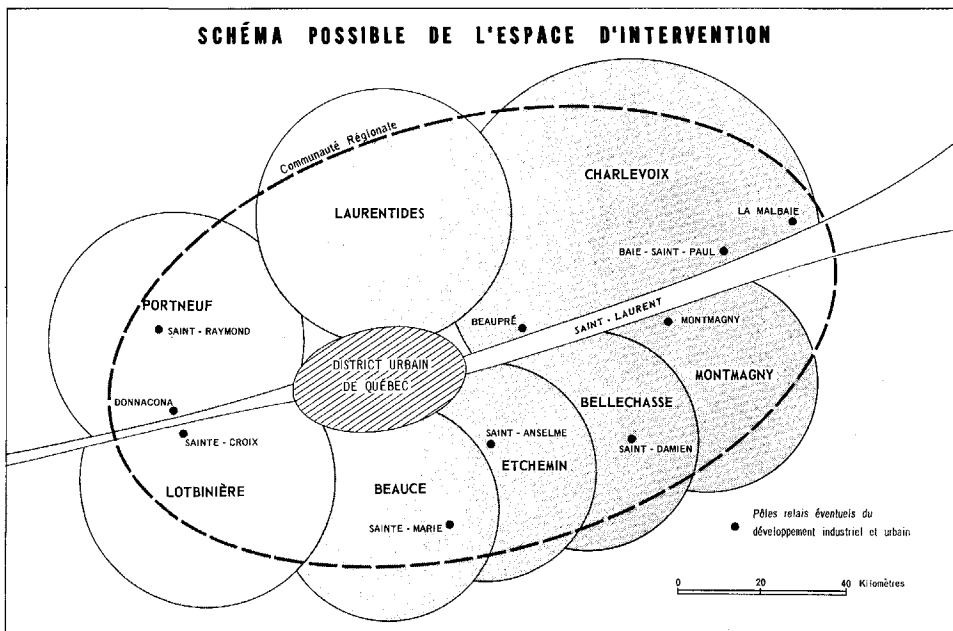 SCHÉMA POSSIBLE DE L'ESPACE D'INTERVENTION
Communauté Régionale
CHARLEVOIX
LAURENTIDES
LA MALBAIE
BAIE - SAINT - PAUL
PORTNEUF
SAINT - RAYMOND
BEAUPRÉ
SAINT - LAURENT
MONTMAGNY
DISTRICT URBAIN
DE QUÉBEC
MONTMAGNY
DONNACONA
BELLECHASSE
SAINTE - CROIX
SAINT - ANSELME
SAINT - DAMIEN
ETCHEMIN
LOTBINIÈRE
BEAUCE
SAINTE - MARIE
Pôles relais éventuels du
développement industriel et urbain
0 20 40 Kilomètres